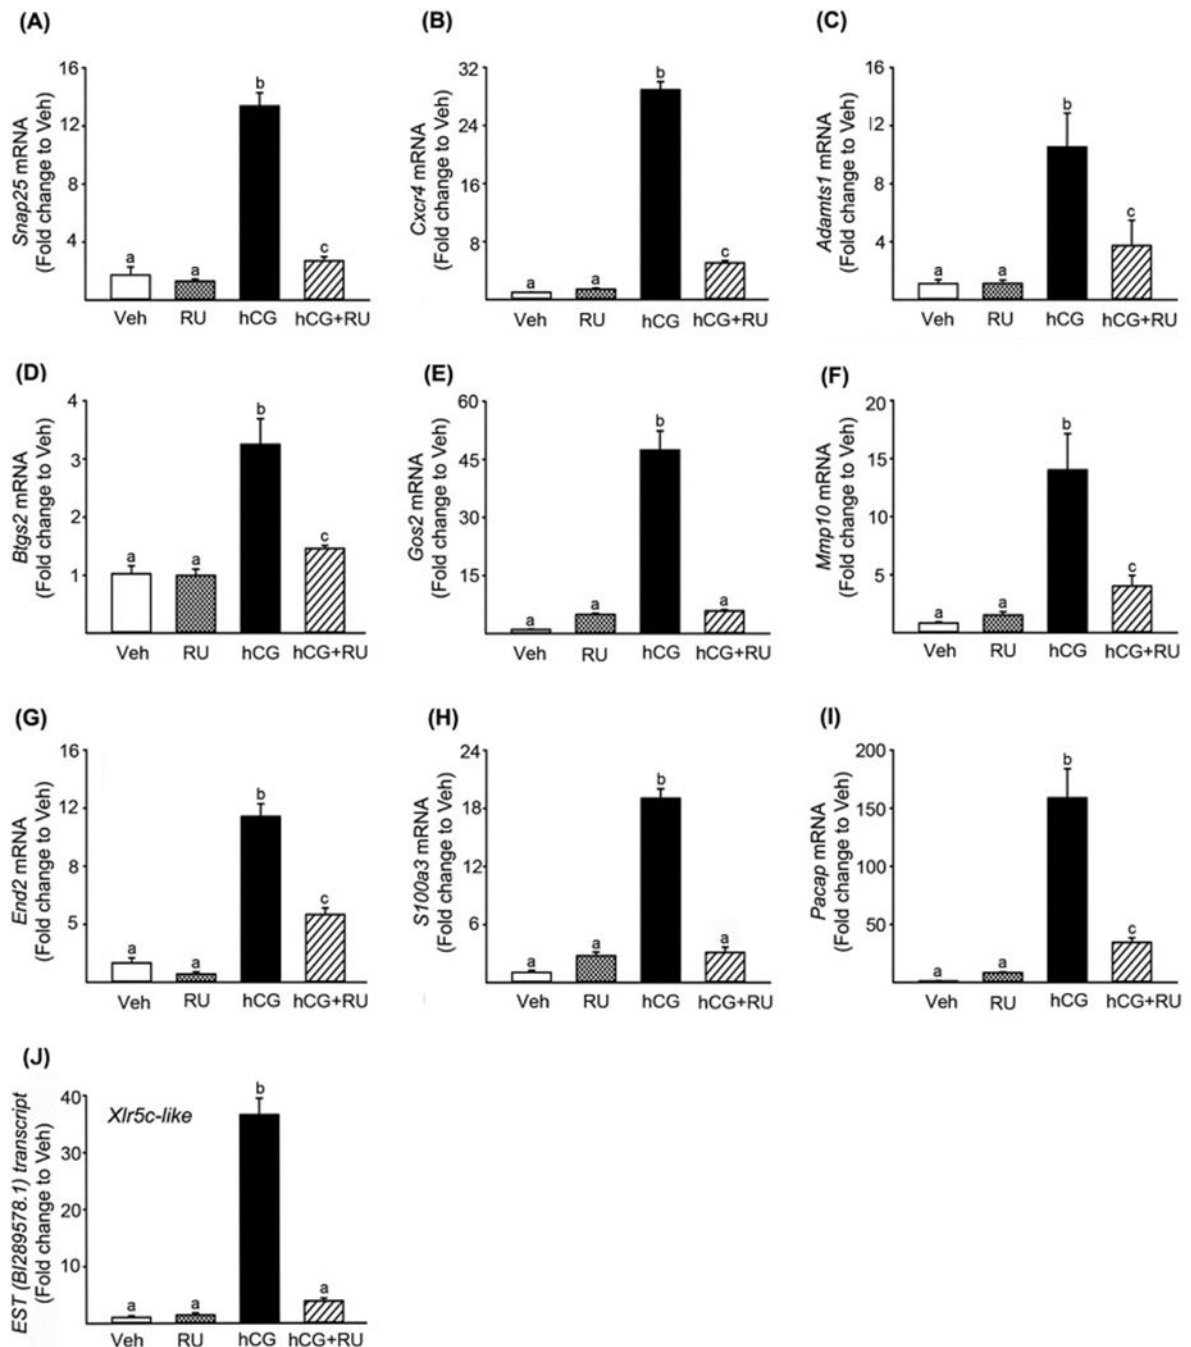 (A)
Snap25 mRNA
(Fold change to Veh)
16
12
8
4
a
a
b
c
Veh RU hCG hCG+RU
(B)
Cxcr4 mRNA
(Fold change to Veh)
32
24
16
8
a
a
b
c
Veh RU hCG hCG+RU
(C)
Adamts1 mRNA
(Fold change to Veh)
16
12
8
4
a
a
b
c
Veh RU hCG hCG+RU
(D)
Btgs2 mRNA
(Fold change to Veh)
4
3
2
1
a
a
b
c
Veh RU hCG hCG+RU
(E)
Gos2 mRNA
(Fold change to Veh)
60
45
30
15
a
a
b
a
Veh RU hCG hCG+RU
(F)
Mmp10 mRNA
(Fold change to Veh)
20
15
10
5
a
a
b
c
Veh RU hCG hCG+RU
(G)
End2 mRNA
(Fold change to Veh)
16
12
8
5
a
a
b
c
Veh RU hCG hCG+RU
(H)
S100a3 mRNA
(Fold change to Veh)
24
18
12
6
a
a
b
a
Veh RU hCG hCG+RU
(I)
Pacap mRNA
(Fold change to Veh)
200
150
100
50
a
a
b
c
Veh RU hCG hCG+RU
(J)
EST (BI289578.1) transcript
(Fold change to Veh)
40
30
20
10
Xlr5c-like
a
a
b
a
Veh RU hCG hCG+RU